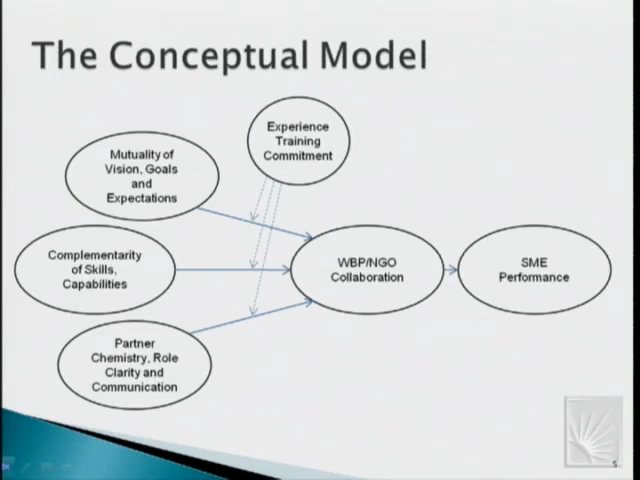 The Conceptual Model
Experience
Training
Commitment
Mutuality of
Vision, Goals
and
Expectations
Complementarity
of Skills,
Capabilities
WBP/NGO
Collaboration
SME
Performance
Partner
Chemistry, Role
Clarity and
Communication
5